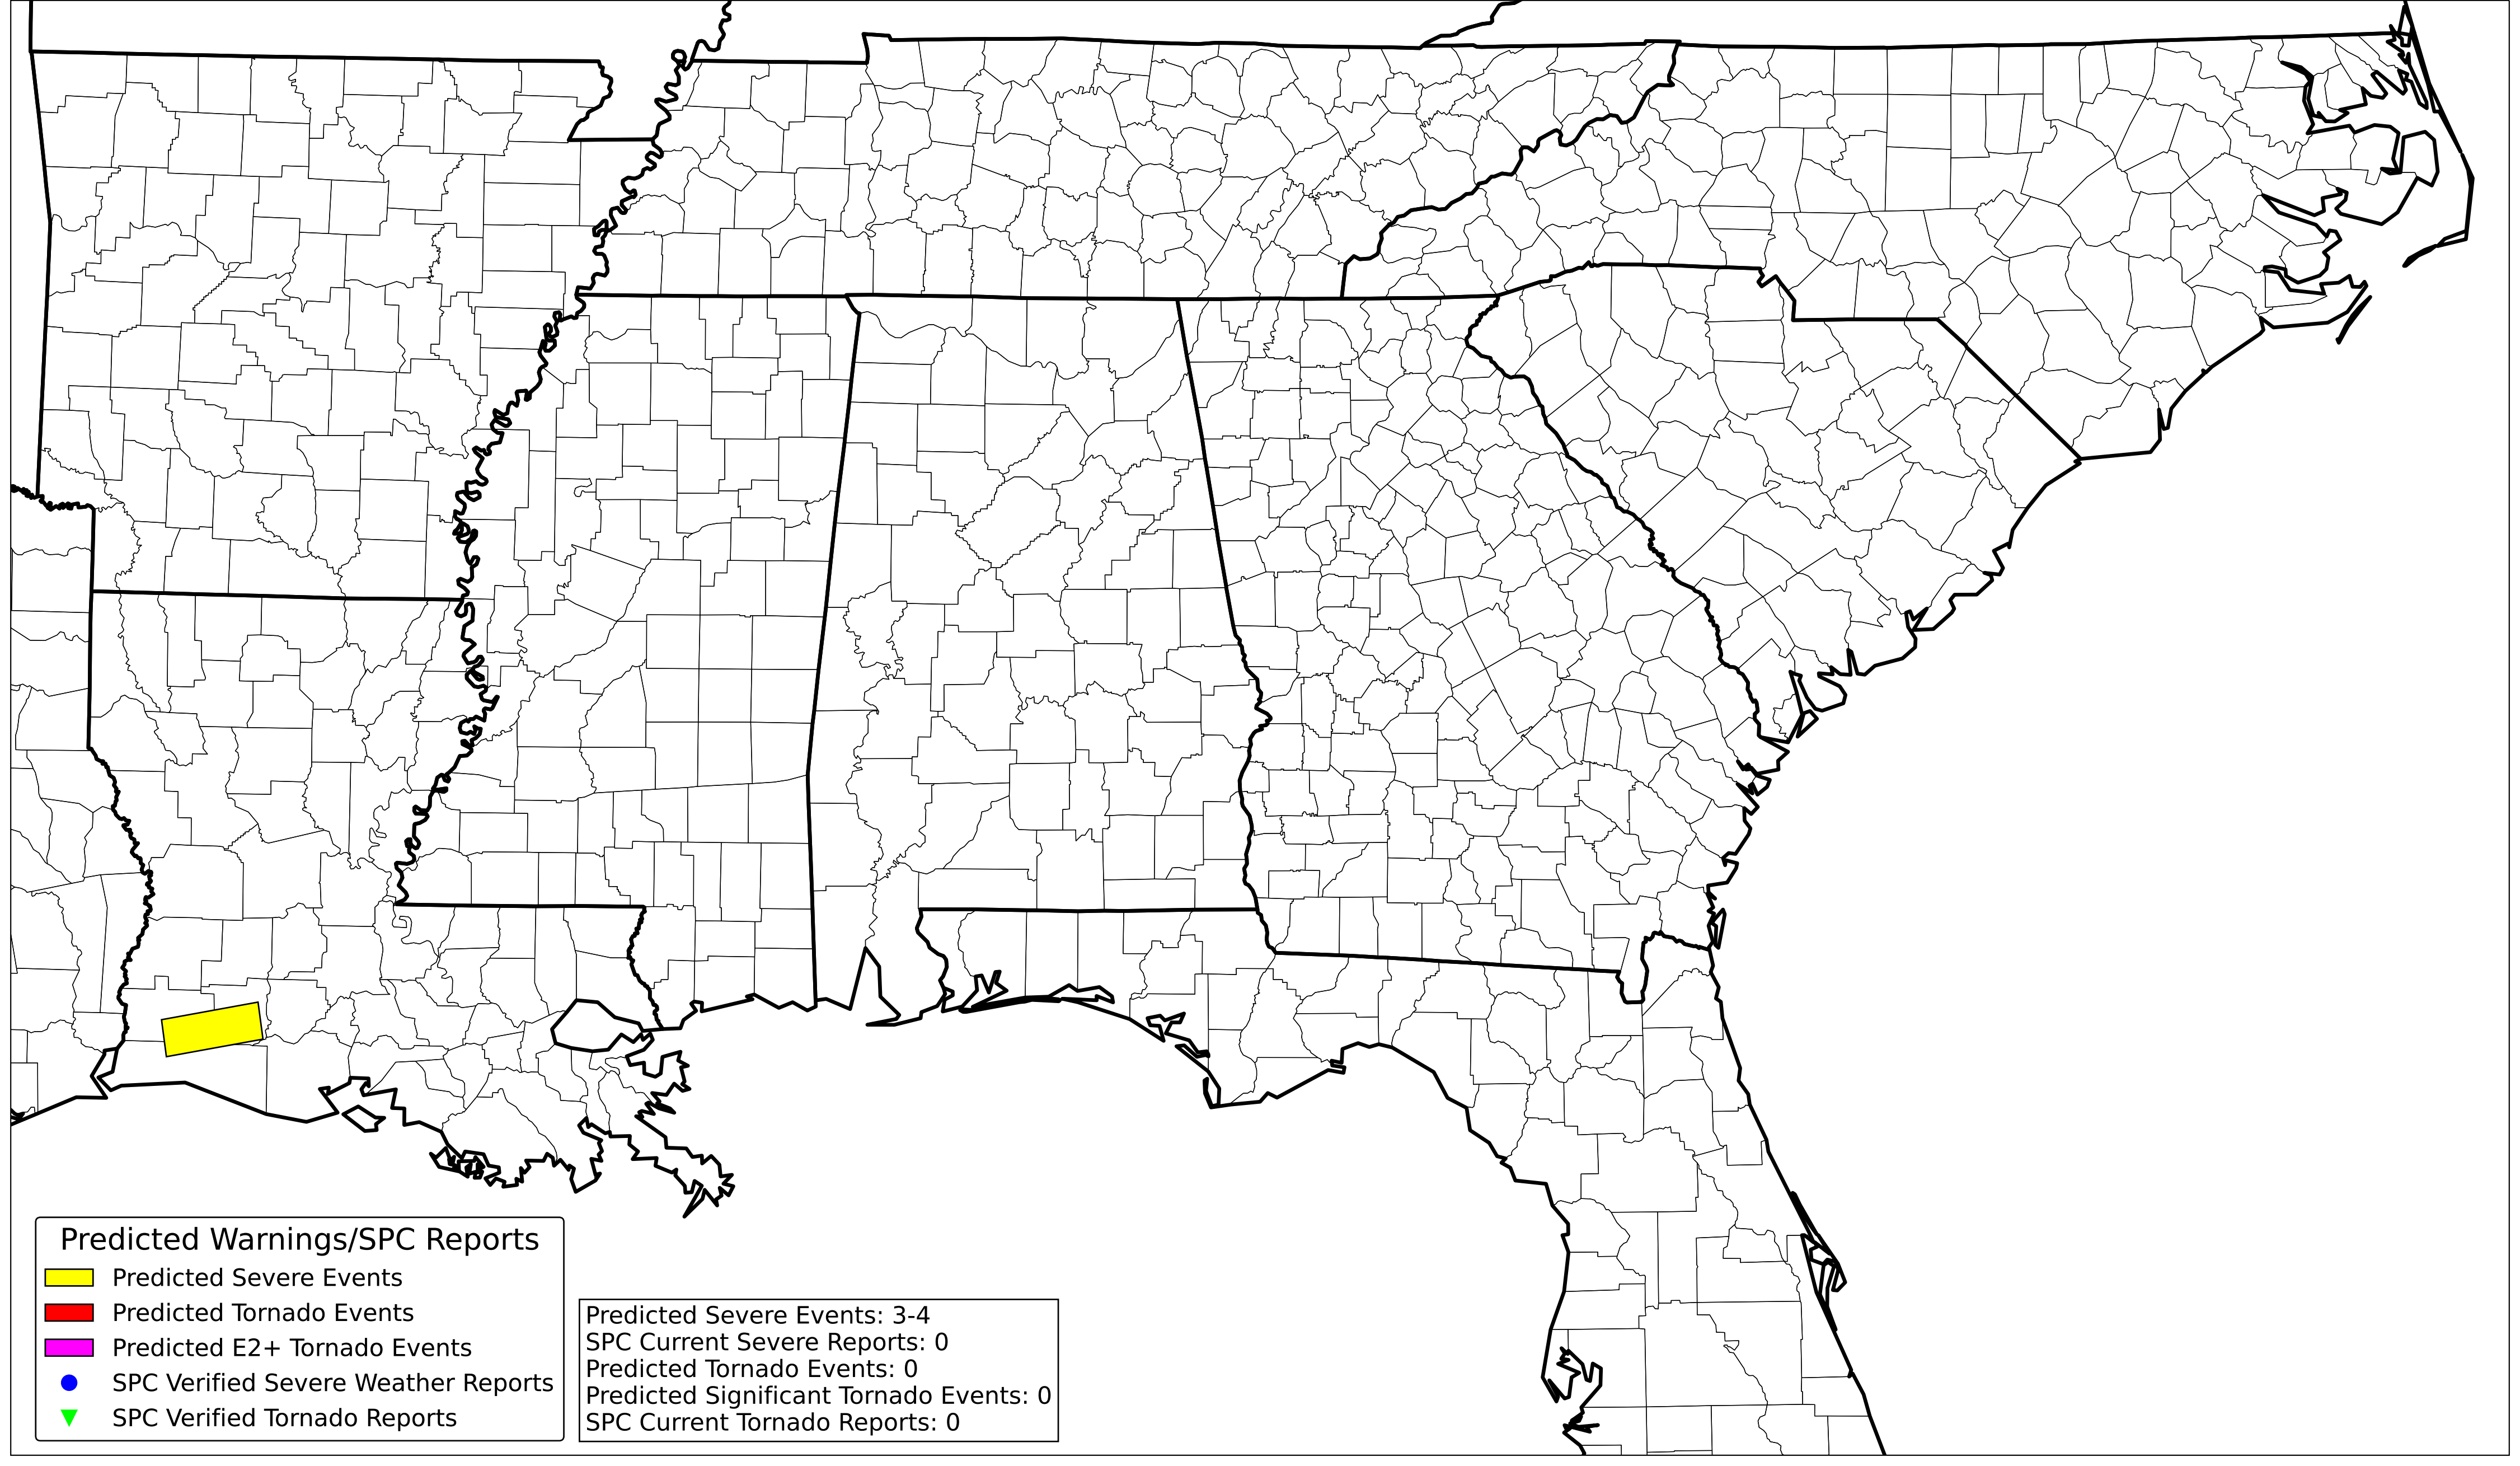 Predicted Warnings/SPC Reports
Predicted Severe Events
Predicted Tornado Events
Predicted E2+ Tornado Events
SPC Verified Severe Weather Reports
SPC Verified Tornado Reports
Predicted Severe Events: 3-4
SPC Current Severe Reports: 0
Predicted Tornado Events: 0
Predicted Significant Tornado Events: 0
SPC Current Tornado Reports: 0